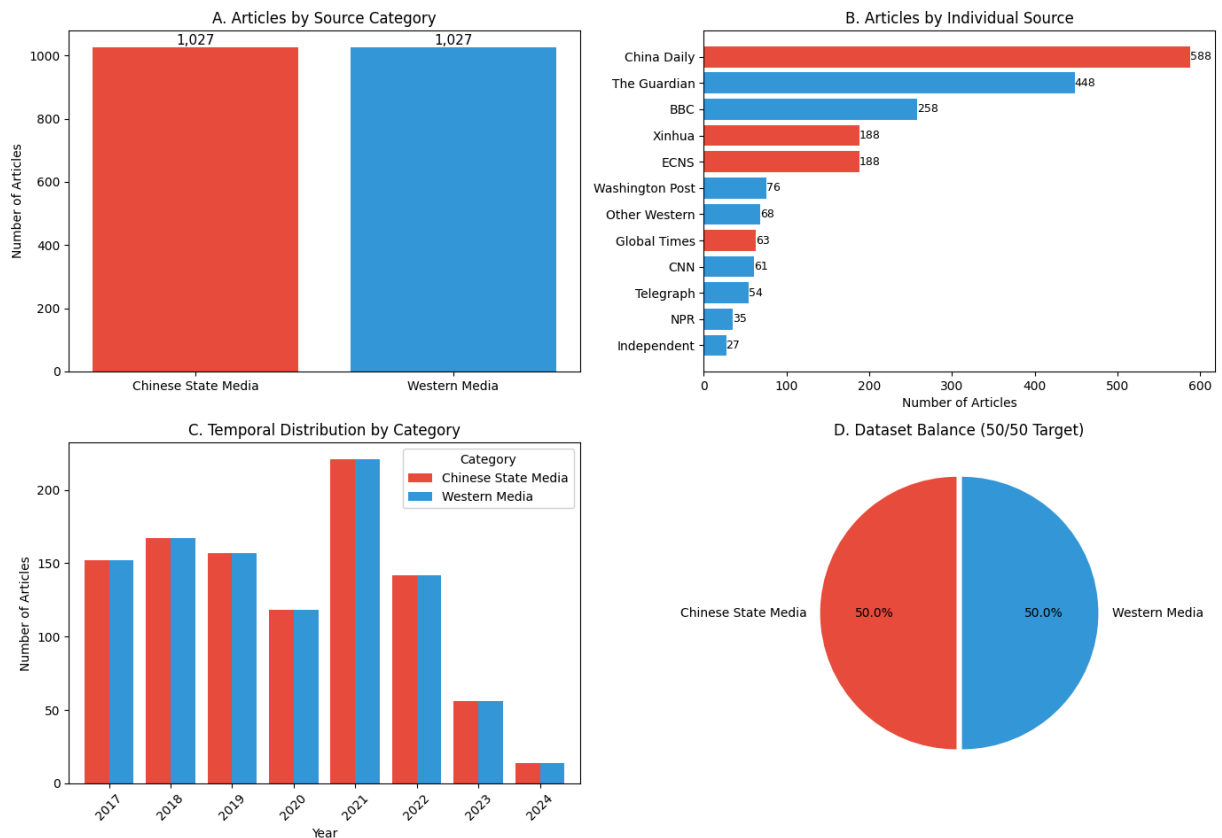 A. Articles by Source Category
1,027
1,027
1000
800
600
400
200
0
Number of Articles
Chinese State Media
Western Media
B. Articles by Individual Source
China Daily
588
The Guardian
448
BBC
258
Xinhua
188
ECNS
188
Washington Post
76
Other Western
68
Global Times
63
CNN
61
Telegraph
54
NPR
35
Independent
27
0
100
200
300
400
500
600
Number of Articles
C. Temporal Distribution by Category
Category
Chinese State Media
Western Media
200
150
100
50
0
Number of Articles
2017
2018
2019
2020
2021
2022
2023
2024
Year
D. Dataset Balance (50/50 Target)
Chinese State Media
50.0%
50.0%
Western Media